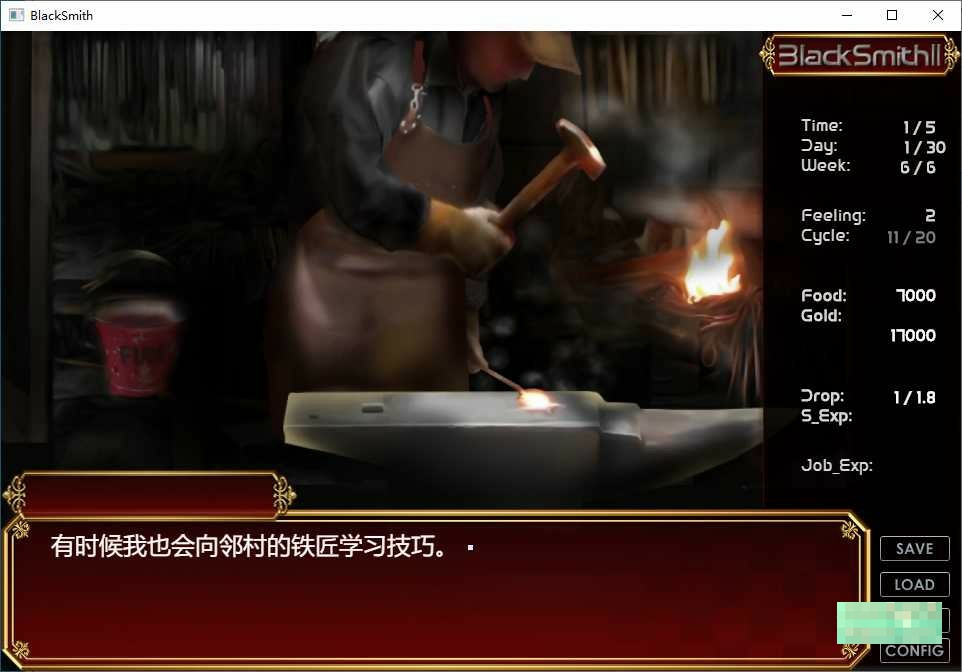 BlackSmith
BlackSmithII
Time: 1 / 5
Day: 1 / 30
Week: 6 / 6
Feeling: 2
Cycle: 11 / 20
Food: 7000
Gold:
17000
Drop: 1 / 1.8
S_Exp:
Job_Exp:
有时候我也会向邻村的铁匠学习技巧。
SAVE
LOAD
CONFIG